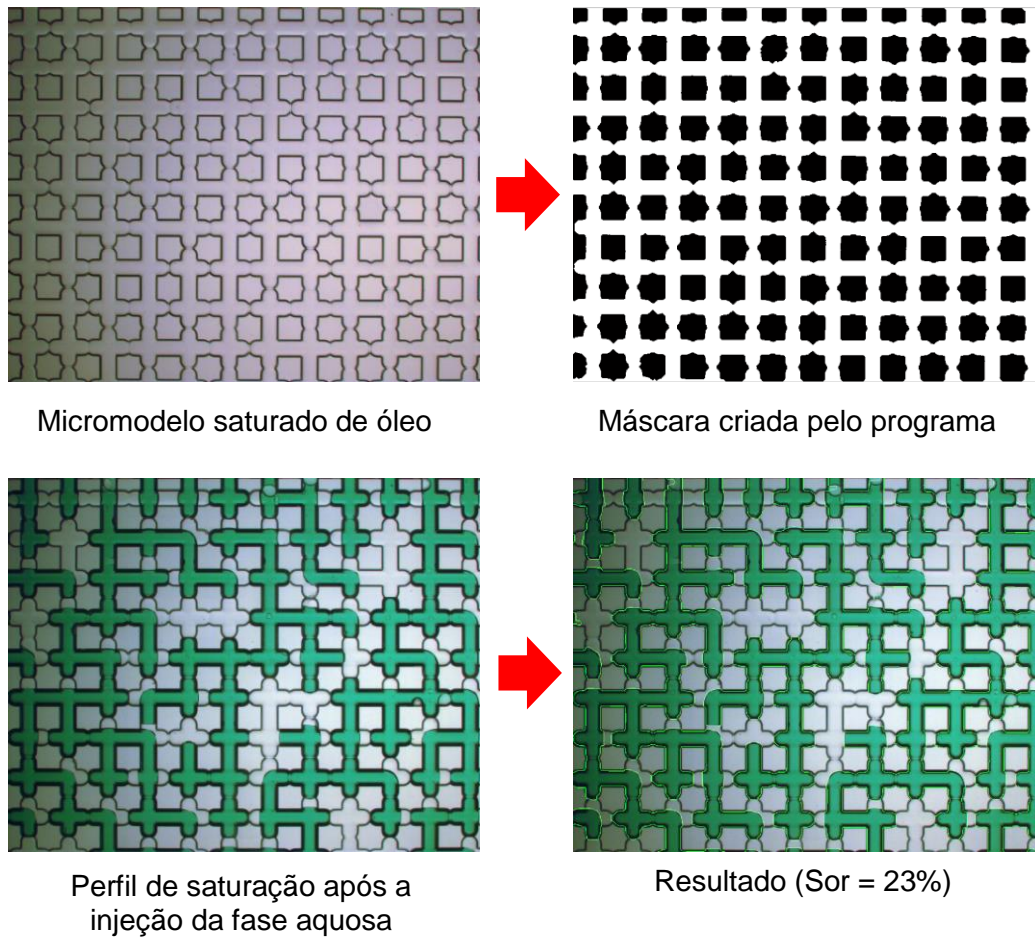 Micromodelo saturado de óleo
Máscara criada pelo programa
Perfil de saturação após a
injeção da fase aquosa
Resultado (Sor = 23%)